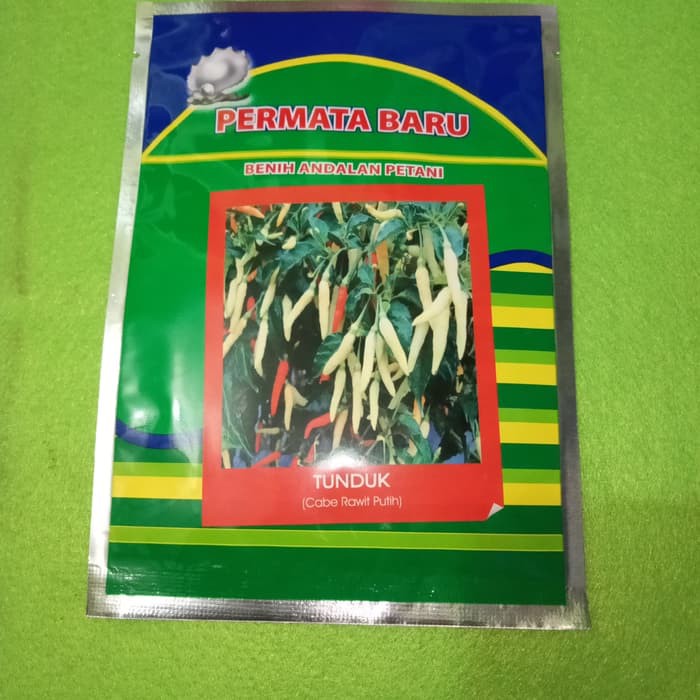 PERMATA BARU
BENIH ANDALAN PETANI
TUNDUK
(Cabe Rawit Putih)